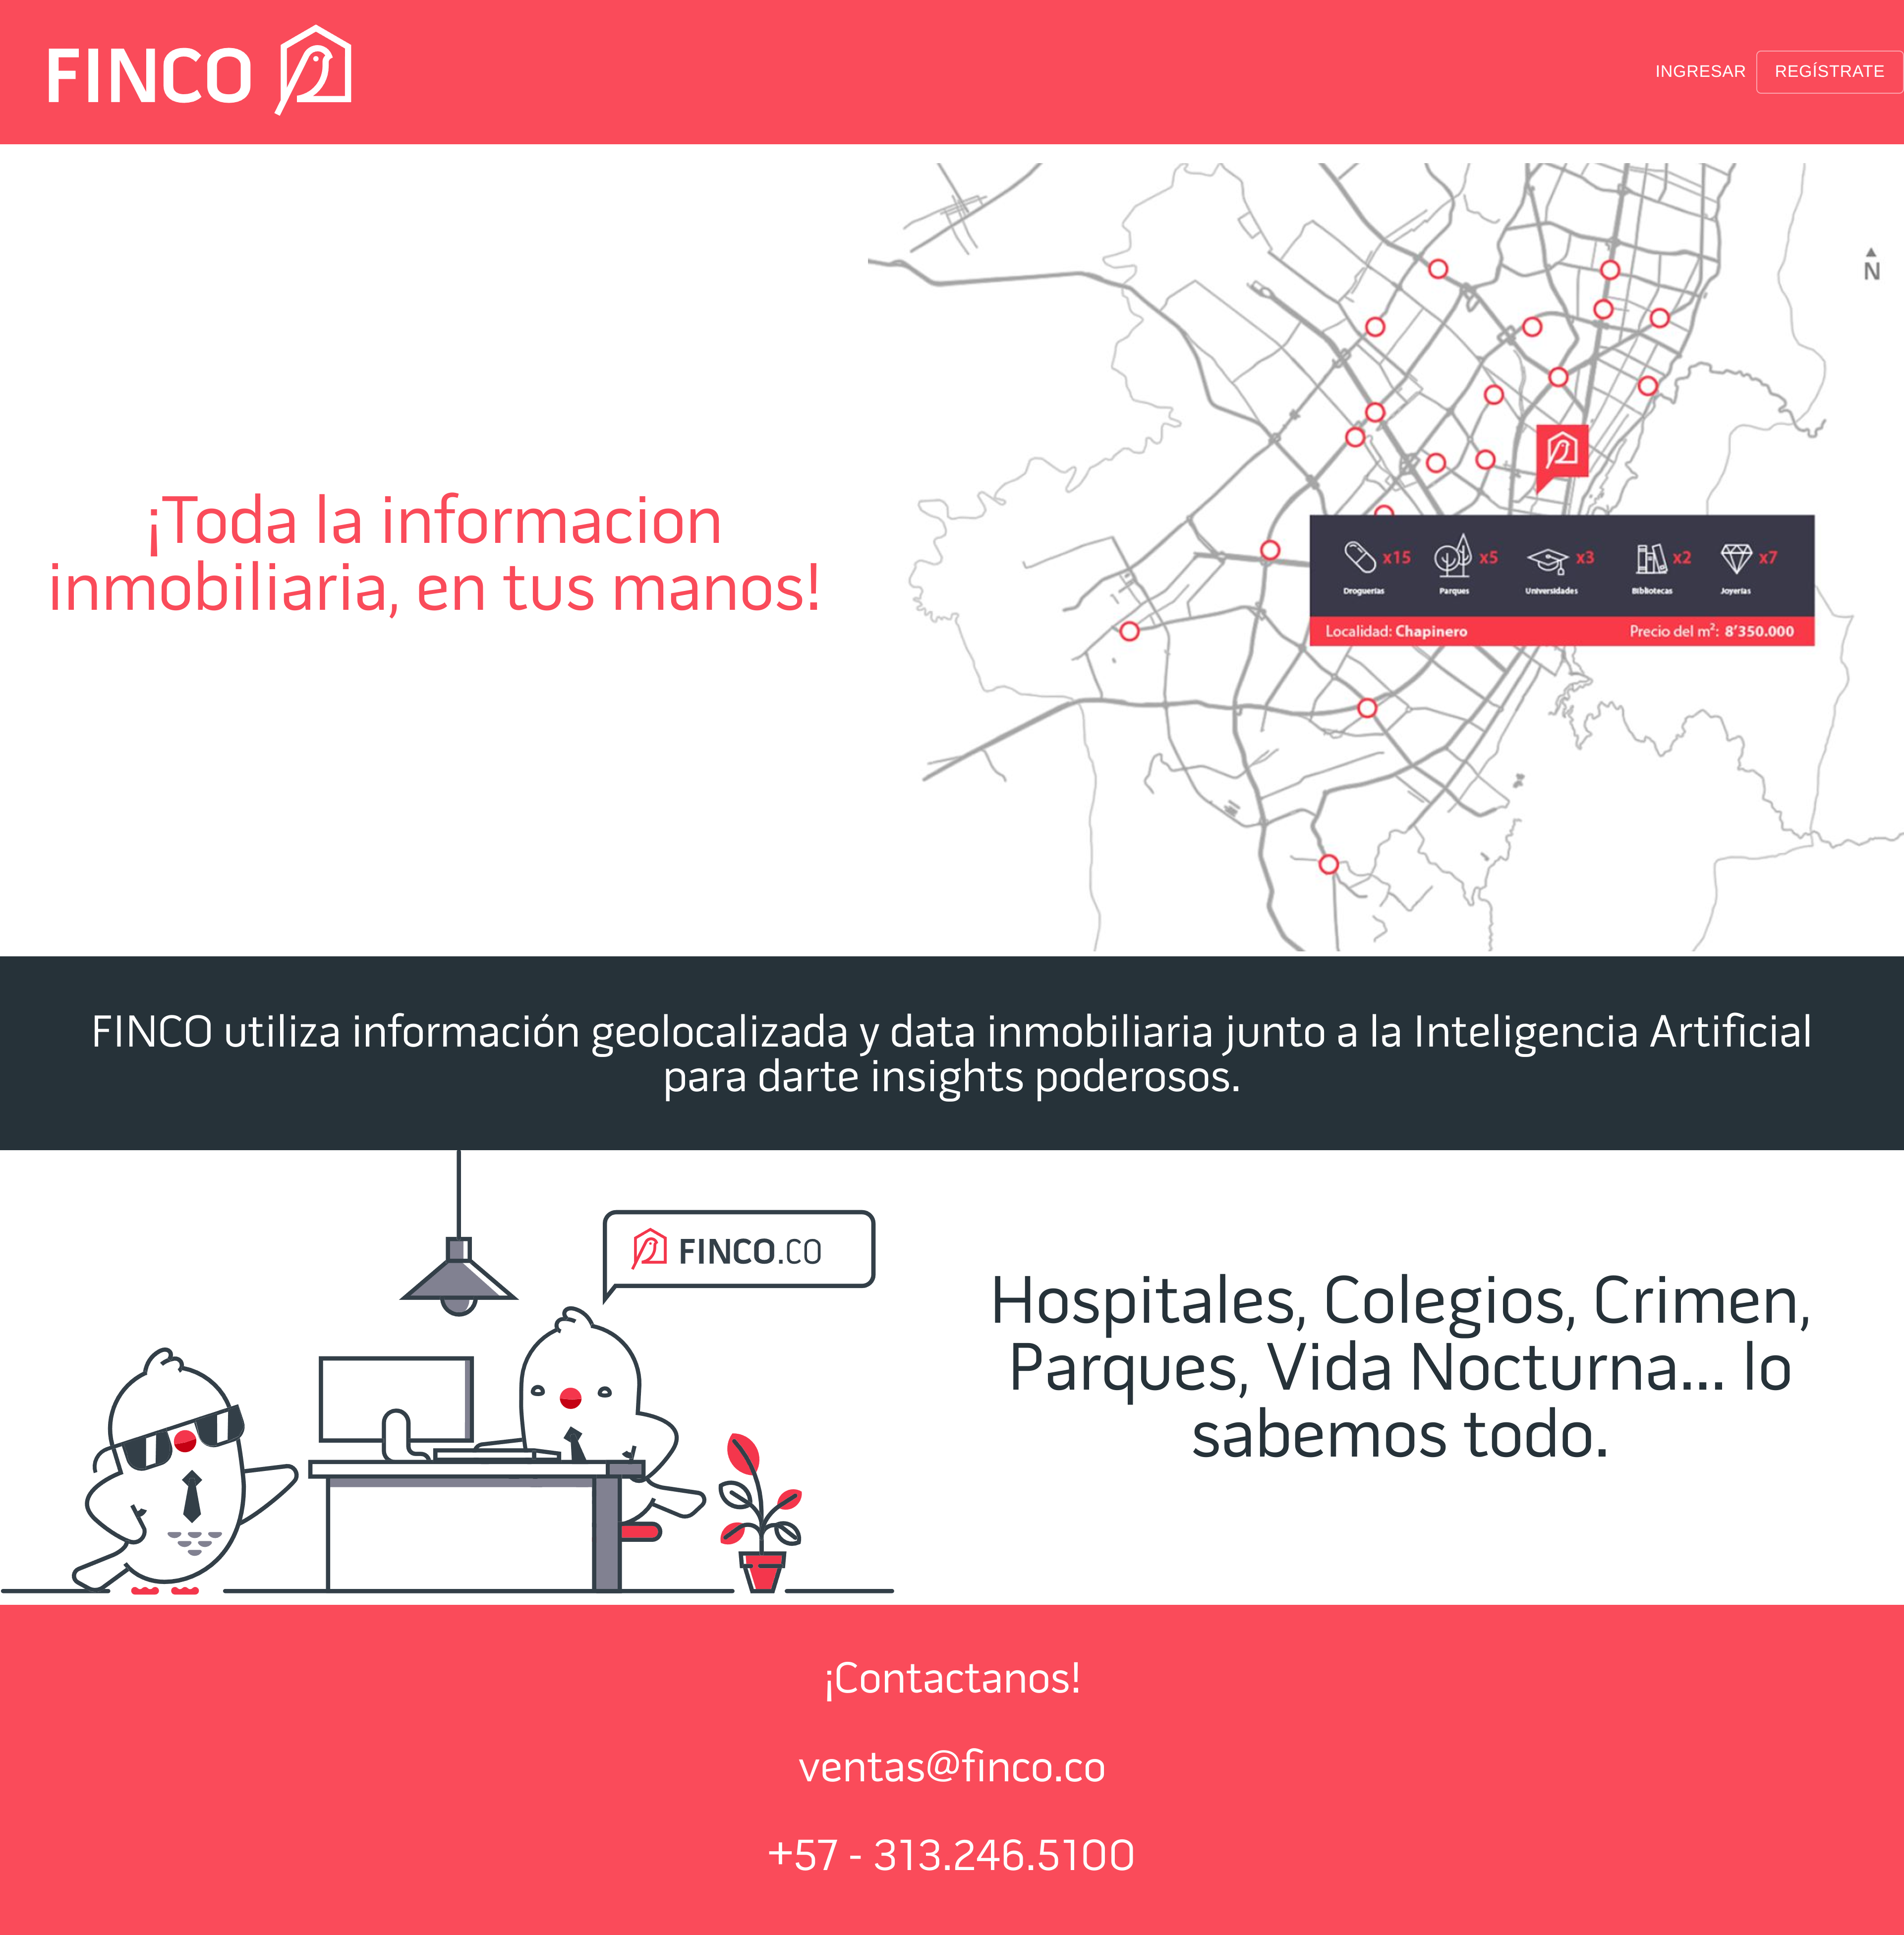 FINCO
INGRESAR
REGÍSTRATE
N
¡Toda la informacion
inmobiliaria, en tus manos!
x15
x5
x3
x2
x7
Droguerías
Parques
Universidades
Bibliotecas
Joyerías
Localidad: Chapinero
Precio del m²: 8'350.000
FINCO utiliza información geolocalizada y data inmobiliaria junto a la Inteligencia Artificial
para darte insights poderosos.
FINCO.CO
Hospitales, Colegios, Crimen,
Parques, Vida Nocturna... lo
sabemos todo.
¡Contactanos!
ventas@finco.co
+57 - 313.246.5100